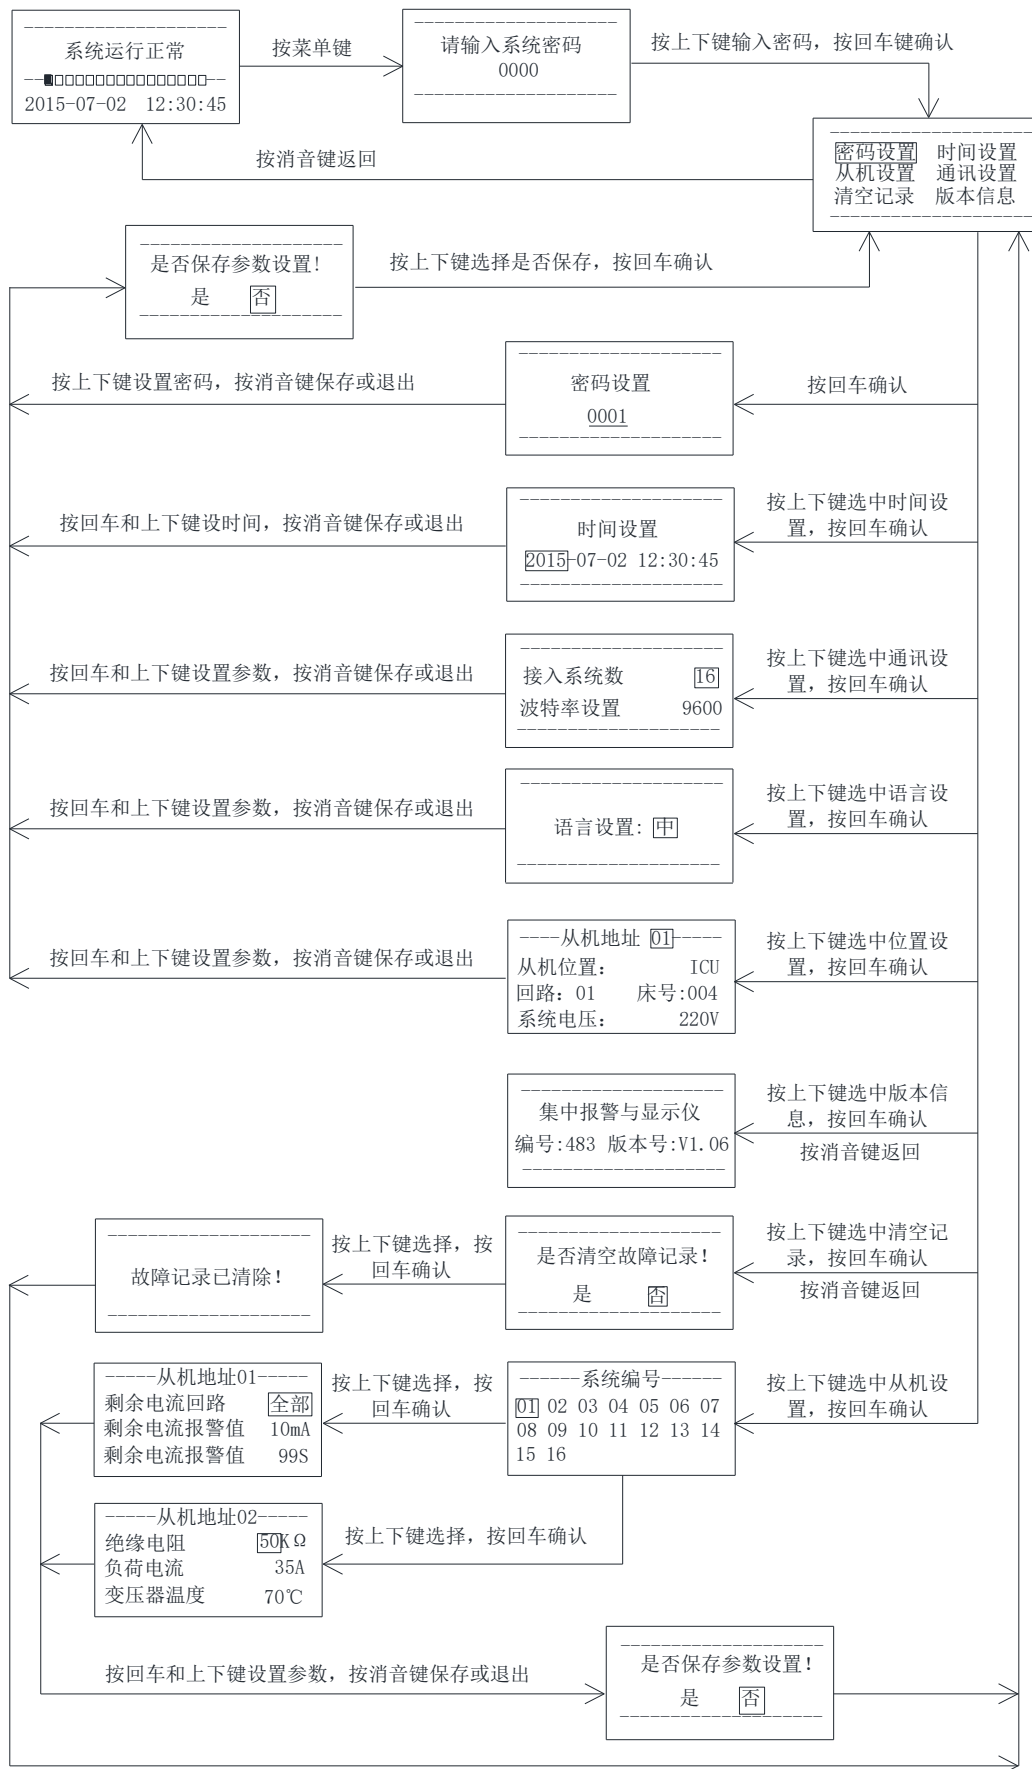 系统运行正常
2015-07-02 12:30:45
按菜单键
请输入系统密码
0000
按上下键输入密码，按回车键确认
密码设置 时间设置
从机设置 通讯设置
清空记录 版本信息
按消音键返回
是否保存参数设置!
是 否
按上下键选择是否保存，按回车确认
按上下键设置密码，按消音键保存或退出
密码设置
0001
按回车确认
按回车和上下键设时间，按消音键保存或退出
时间设置
2015-07-02 12:30:45
按上下键选中时间设
置，按回车确认
按回车和上下键设置参数，按消音键保存或退出
接入系统数 16
波特率设置 9600
按上下键选中通讯设
置，按回车确认
按回车和上下键设置参数，按消音键保存或退出
语言设置: 中
按上下键选中语言设
置，按回车确认
按回车和上下键设置参数，按消音键保存或退出
----从机地址 01-----
从机位置： ICU
回路: 01 床号:004
系统电压： 220V
按上下键选中位置设
置，按回车确认
集中报警与显示仪
编号:483 版本号:V1.06
按上下键选中版本信
息，按回车确认
按消音键返回
故障记录已清除!
按上下键选择，按
回车确认
是否清空故障记录!
是 否
按上下键选中清空记
录，按回车确认
按消音键返回
-----从机地址01-----
剩余电流回路 全部
剩余电流报警值 10mA
剩余电流报警值 99S
按上下键选择，按
回车确认
------系统编号------
01 02 03 04 05 06 07
08 09 10 11 12 13 14
15 16
按上下键选中从机设
置，按回车确认
-----从机地址02-----
绝缘电阻 50KΩ
负荷电流 35A
变压器温度 70℃
按上下键选择，按回车确认
按回车和上下键设置参数，按消音键保存或退出
是否保存参数设置!
是 否